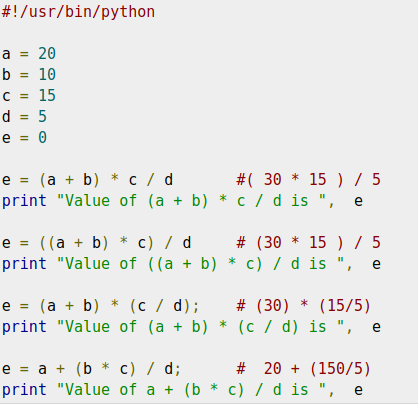 #!/usr/bin/python
a = 20
b = 10
c = 15
d = 5
e = 0
e = (a + b) * c / d       #( 30 * 15 ) / 5
print "Value of (a + b) * c / d is ",  e
e = ((a + b) * c) / d     # (30 * 15 ) / 5
print "Value of ((a + b) * c) / d is ",  e
e = (a + b) * (c / d);    # (30) * (15/5)
print "Value of (a + b) * (c / d) is ",  e
e = a + (b * c) / d;      #  20 + (150/5)
print "Value of a + (b * c) / d is ",  e